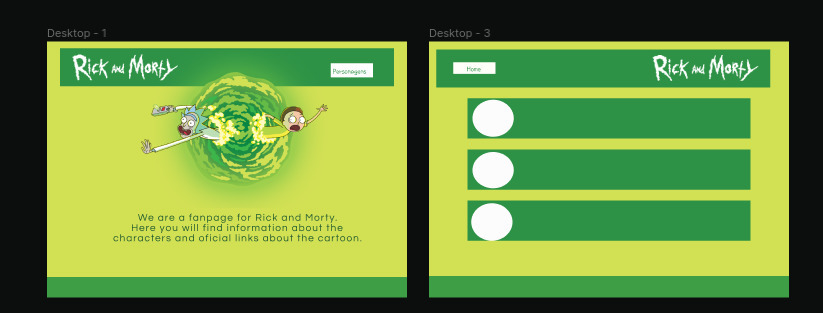 Desktop - 1
Rick and Morty
Personagens
We are a fanpage for Rick and Morty.
Here you will find information about the
characters and oficial links about the cartoon.
Desktop - 3
Home
Rick and Morty